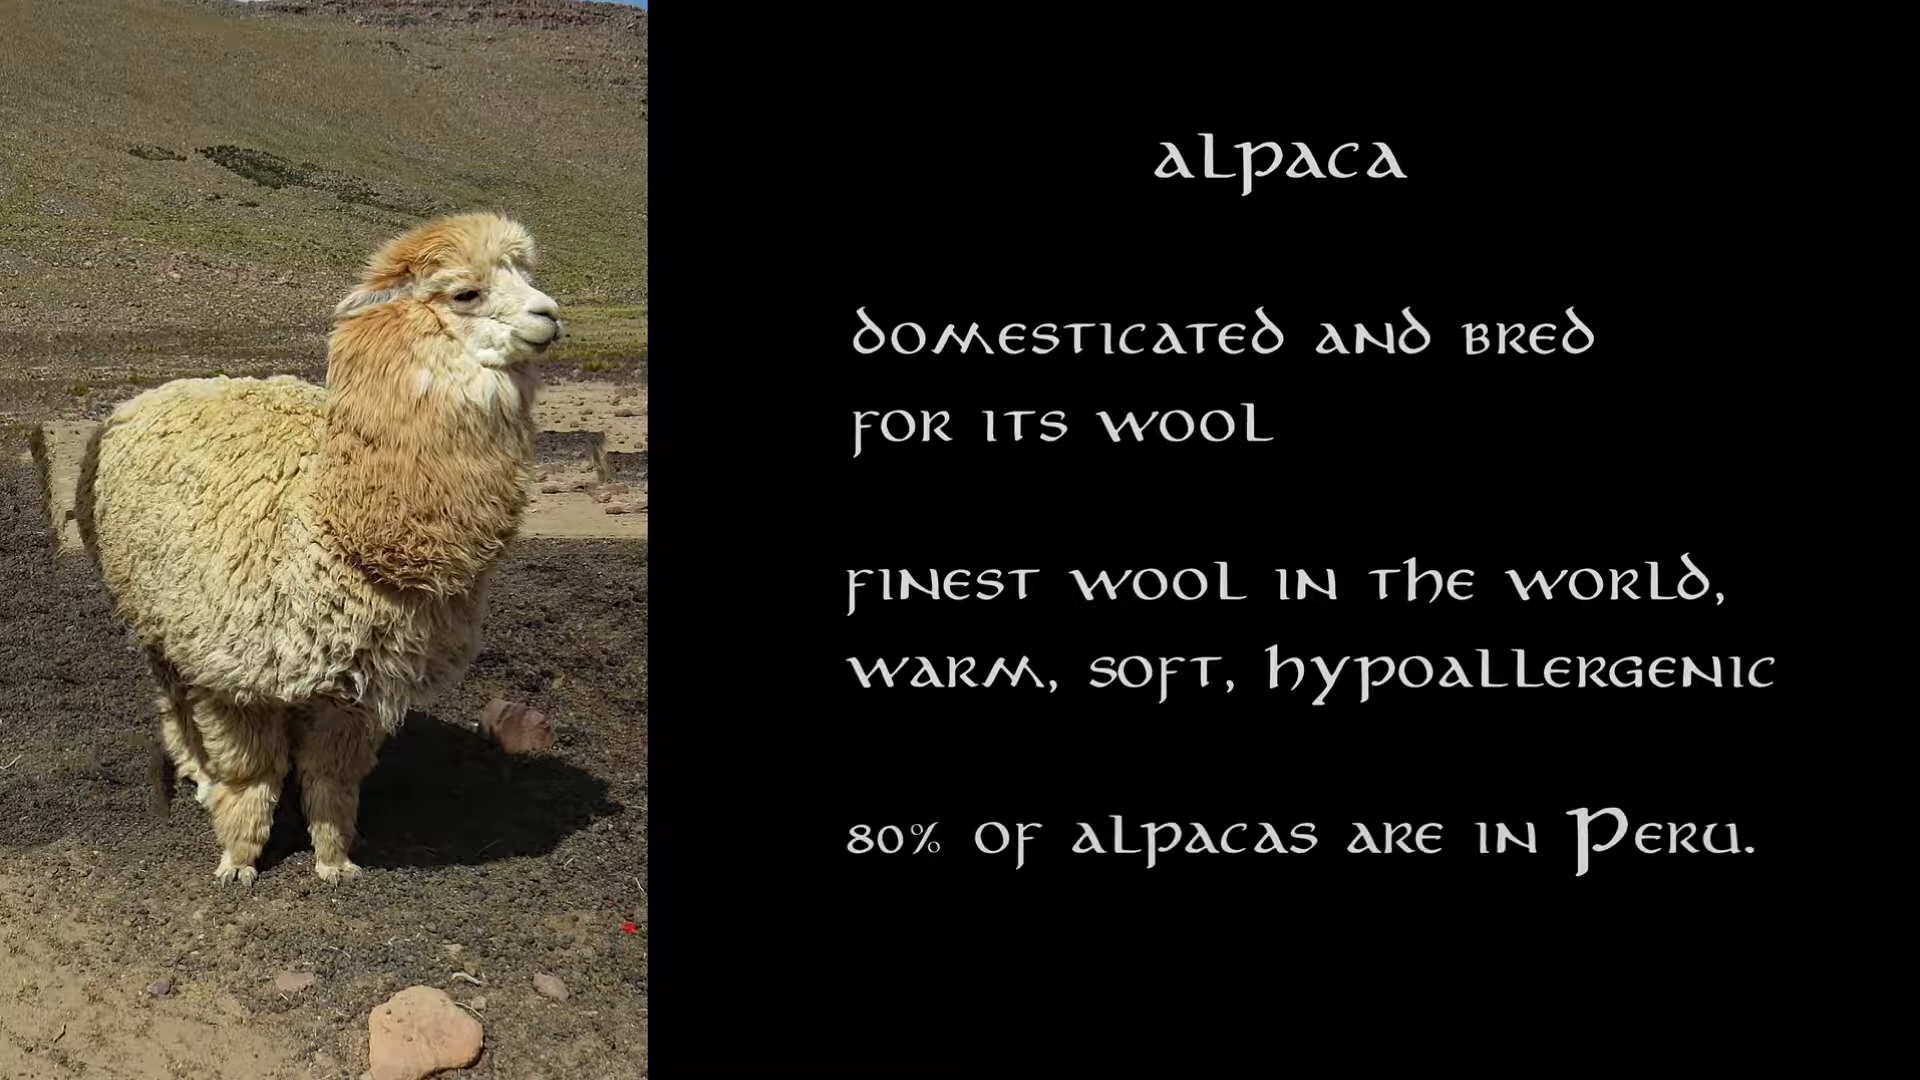 alpaca
domesticated and bred
for its wool
finest wool in the world,
warm, soft, hypoallergenic
80% of alpacas are in Peru.